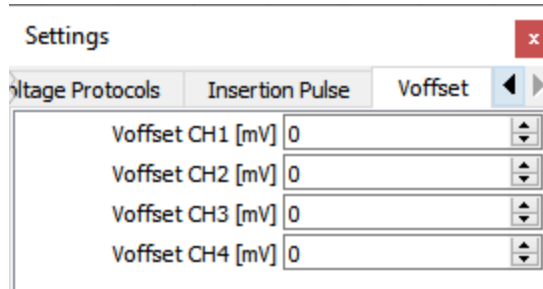 Settings
x
oltage Protocols Insertion Pulse Voffset
Voffset CH1 [mV] 0
Voffset CH2 [mV] 0
Voffset CH3 [mV] 0
Voffset CH4 [mV] 0